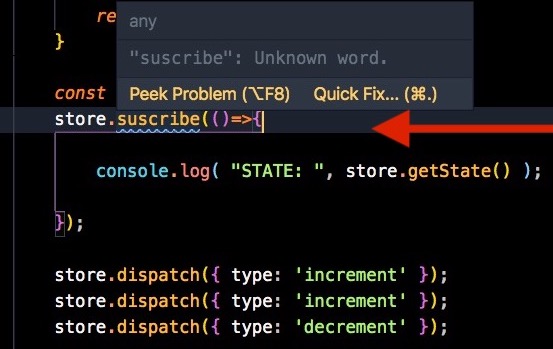 re
any
}
"suscribe": Unknown word.
const
Peek Problem (⌥F8) Quick Fix... (⌘.)
store.suscribe(()=>{
console.log( "STATE: ", store.getState() );
});
store.dispatch({ type: 'increment' });
store.dispatch({ type: 'increment' });
store.dispatch({ type: 'decrement' });